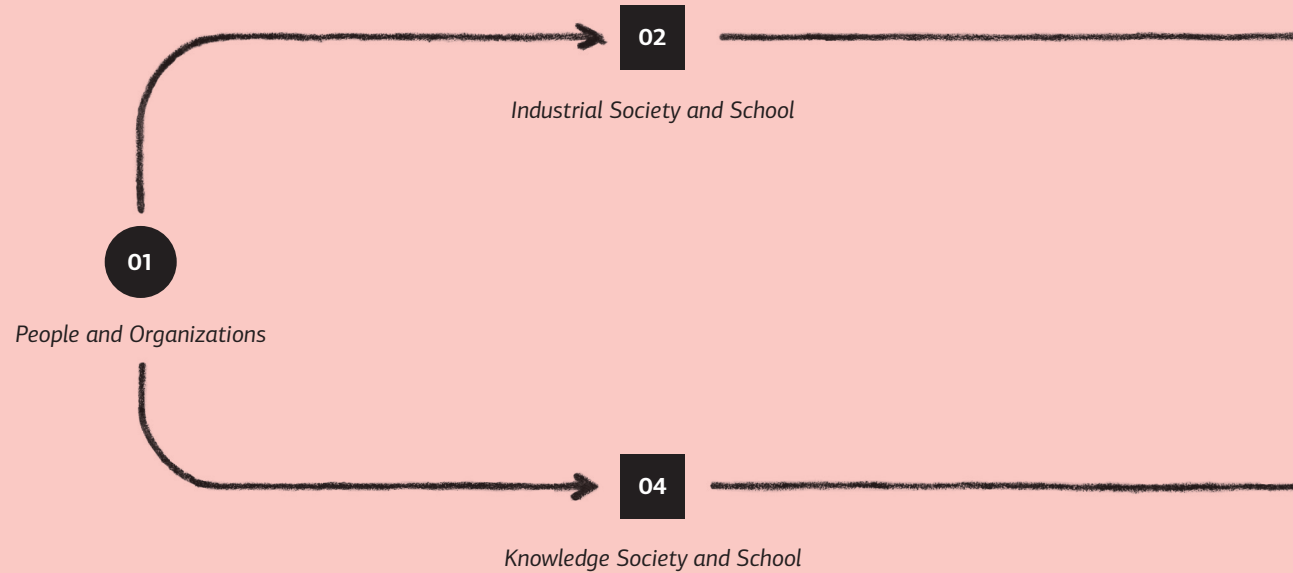 02
Industrial Society and School
01
People and Organizations
04
Knowledge Society and School